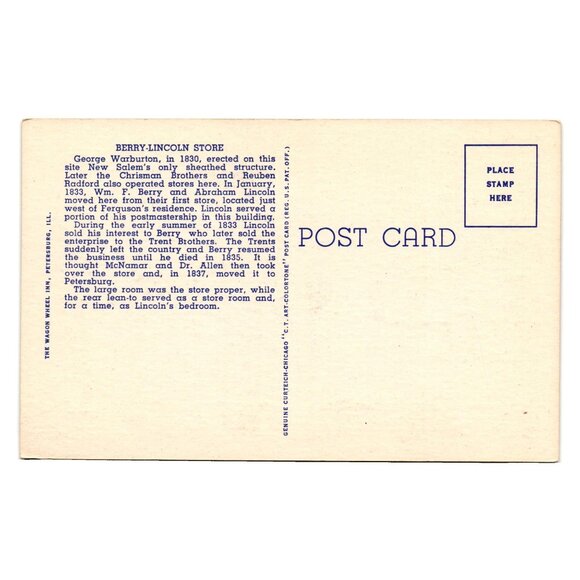 BERRY-LINCOLN STORE
George Warburton, in 1830, erected on this
site New Salem's only sheathed structure.
Later the Chrisman Brothers and Reuben
Radford also operated stores here. In January,
1833, Wm. F. Berry and Abraham Lincoln
moved here from their first store, located just
west of Ferguson's residence. Lincoln served a
portion of his postmastership in this building.
During the early summer of 1833 Lincoln
sold his interest to Berry who later sold the
enterprise to the Trent Brothers. The Trents
suddenly left the country and Berry resumed
the business until he died in 1835. It is
thought McNamar and Dr. Allen then took
over the store and, in 1837, moved it to
Petersburg.
The large room was the store proper, while
the rear lean-to served as a store room and,
for a time, as Lincoln's bedroom.
THE WAGON WHEEL INN, PETERSBURG, ILL.
GENUINE CURTEICH-CHICAGO "C.T. ART-COLORTONE" POST CARD (REG. U.S. PAT. OFF.)
POST CARD
PLACE
STAMP
HERE